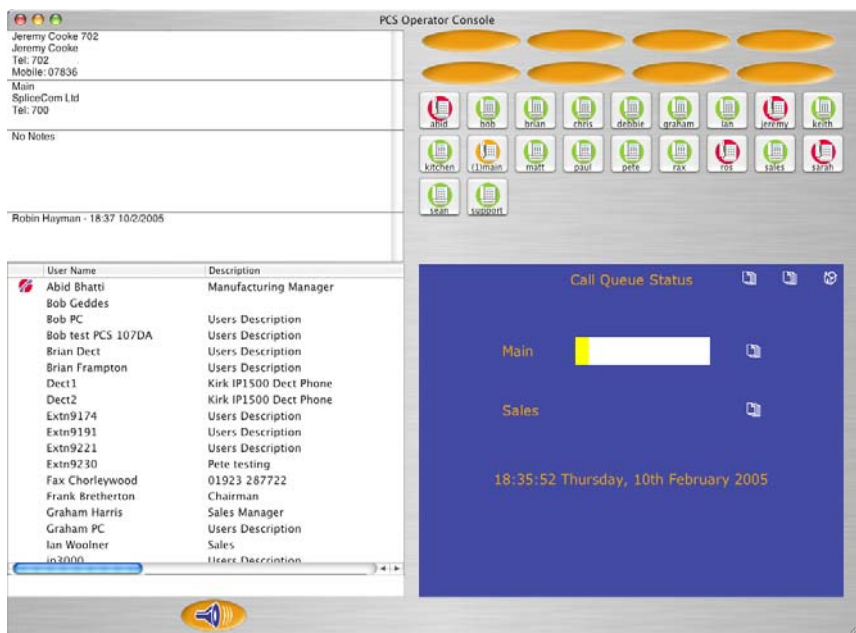 PCS Operator Console
Jeremy Cooke 702
Jeremy Cooke
Tel: 702
Mobile: 07836
Main
SpliceCom Ltd
Tel: 700
No Notes
Robin Hayman - 18:37 10/2/2005
abid bob brian chris debbie graham ian jeremy keith
kitchen (1)main matt paul pete rax ros sales sarah
sean support
User Name Description
Abid Bhatti Manufacturing Manager
Bob Geddes
Bob PC Users Description
Bob test PCS 107DA Users Description
Brian Dect Users Description
Brian Frampton Users Description
Dect1 Kirk IP1500 Dect Phone
Dect2 Kirk IP1500 Dect Phone
Extn9174 Users Description
Extn9191 Users Description
Extn9221 Users Description
Extn9230 Pete testing
Fax Chorleywood 01923 287722
Frank Bretherton Chairman
Graham Harris Sales Manager
Graham PC Users Description
Ian Woolner Sales
ip3000 Users Description
Call Queue Status
Main
Sales
18:35:52 Thursday, 10th February 2005